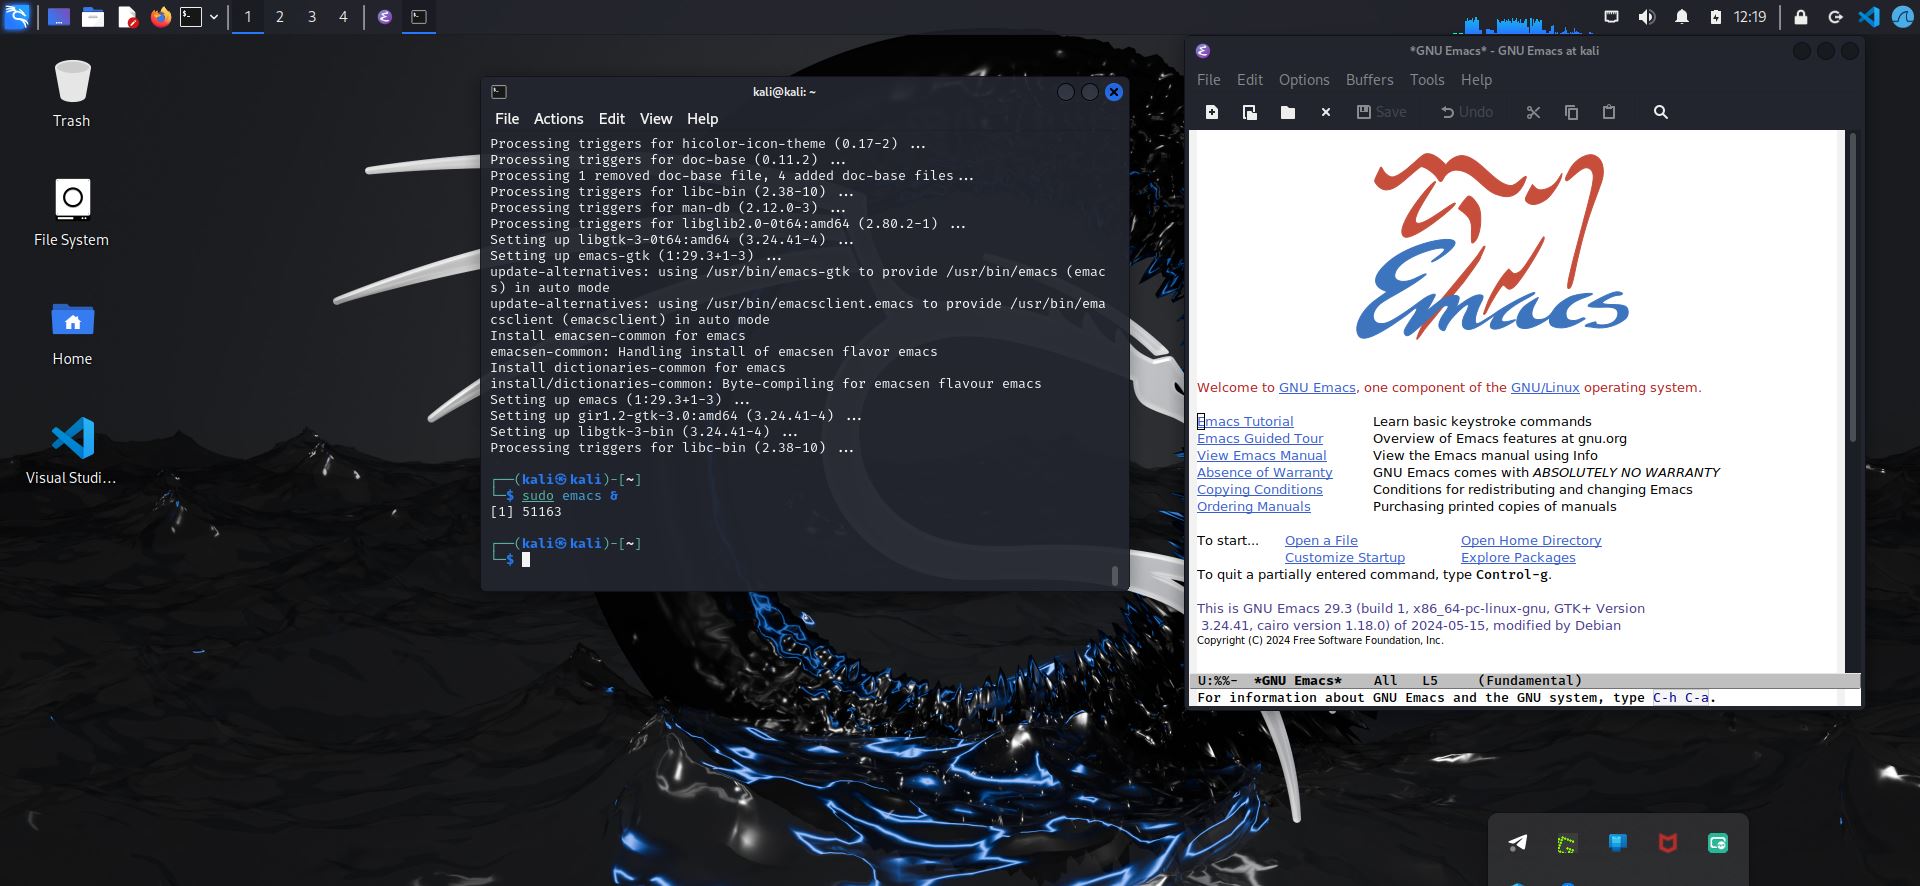 1 2 3 4
12:19
Trash
File System
Home
Visual Studi...
kali@kali: ~
File Actions Edit View Help
Processing triggers for hicolor-icon-theme (0.17-2) ...
Processing triggers for doc-base (0.11.2) ...
Processing 1 removed doc-base file, 4 added doc-base files...
Processing triggers for libc-bin (2.38-10) ...
Processing triggers for man-db (2.12.0-3) ...
Processing triggers for libglib2.0-0t64:amd64 (2.80.2-1) ...
Setting up libgtk-3-0t64:amd64 (3.24.41-4) ...
Setting up emacs-gtk (1:29.3+1-3) ...
update-alternatives: using /usr/bin/emacs-gtk to provide /usr/bin/emacs (emac
s) in auto mode
update-alternatives: using /usr/bin/emacsclient.emacs to provide /usr/bin/ema
csclient (emacsclient) in auto mode
Install emacsen-common for emacs
emacsen-common: Handling install of emacsen flavor emacs
Install dictionaries-common for emacs
install/dictionaries-common: Byte-compiling for emacsen flavour emacs
Setting up emacs (1:29.3+1-3) ...
Setting up gir1.2-gtk-3.0:amd64 (3.24.41-4) ...
Setting up libgtk-3-bin (3.24.41-4) ...
Processing triggers for libc-bin (2.38-10) ...
┌──(kali㉿kali)-[~]
└─$ sudo emacs &
[1] 51163
┌──(kali㉿kali)-[~]
└─$
*GNU Emacs* - GNU Emacs at kali
File Edit Options Buffers Tools Help
Save Undo
Emacs
Welcome to GNU Emacs, one component of the GNU/Linux operating system.
Emacs Tutorial Learn basic keystroke commands
Emacs Guided Tour Overview of Emacs features at gnu.org
View Emacs Manual View the Emacs manual using Info
Absence of Warranty GNU Emacs comes with ABSOLUTELY NO WARRANTY
Copying Conditions Conditions for redistributing and changing Emacs
Ordering Manuals Purchasing printed copies of manuals
To start... Open a File Open Home Directory
Customize Startup Explore Packages
To quit a partially entered command, type Control-g.
This is GNU Emacs 29.3 (build 1, x86_64-pc-linux-gnu, GTK+ Version
3.24.41, cairo version 1.18.0) of 2024-05-15, modified by Debian
Copyright (C) 2024 Free Software Foundation, Inc.
U:%%- *GNU Emacs* All L5 (Fundamental)
For information about GNU Emacs and the GNU system, type C-h C-a.